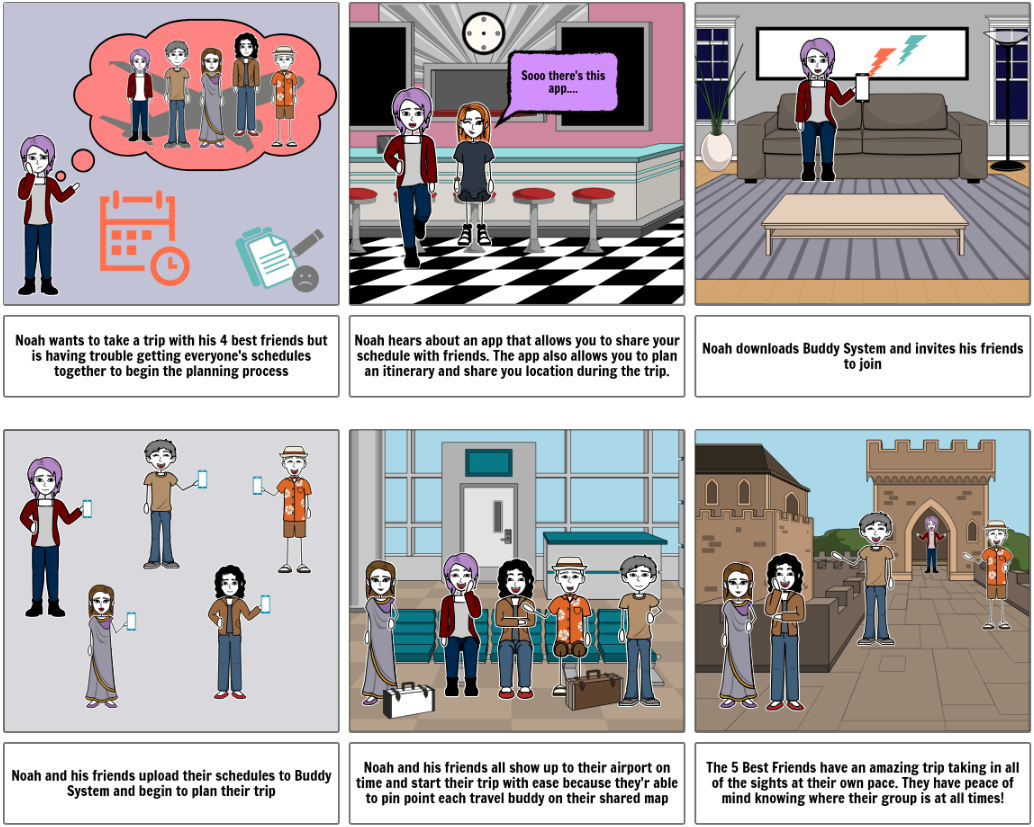 Sooo there's this
app....
Noah wants to take a trip with his 4 best friends but
is having trouble getting everyone's schedules
together to begin the planning process
Noah hears about an app that allows you to share your
schedule with friends. The app also allows you to plan
an itinerary and share you location during the trip.
Noah downloads Buddy System and invites his friends
to join
Noah and his friends upload their schedules to Buddy
System and begin to plan their trip
Noah and his friends all show up to their airport on
time and start their trip with ease because they'r able
to pin point each travel buddy on their shared map
The 5 Best Friends have an amazing trip taking in all
of the sights at their own pace. They have peace of
mind knowing where their group is at all times!